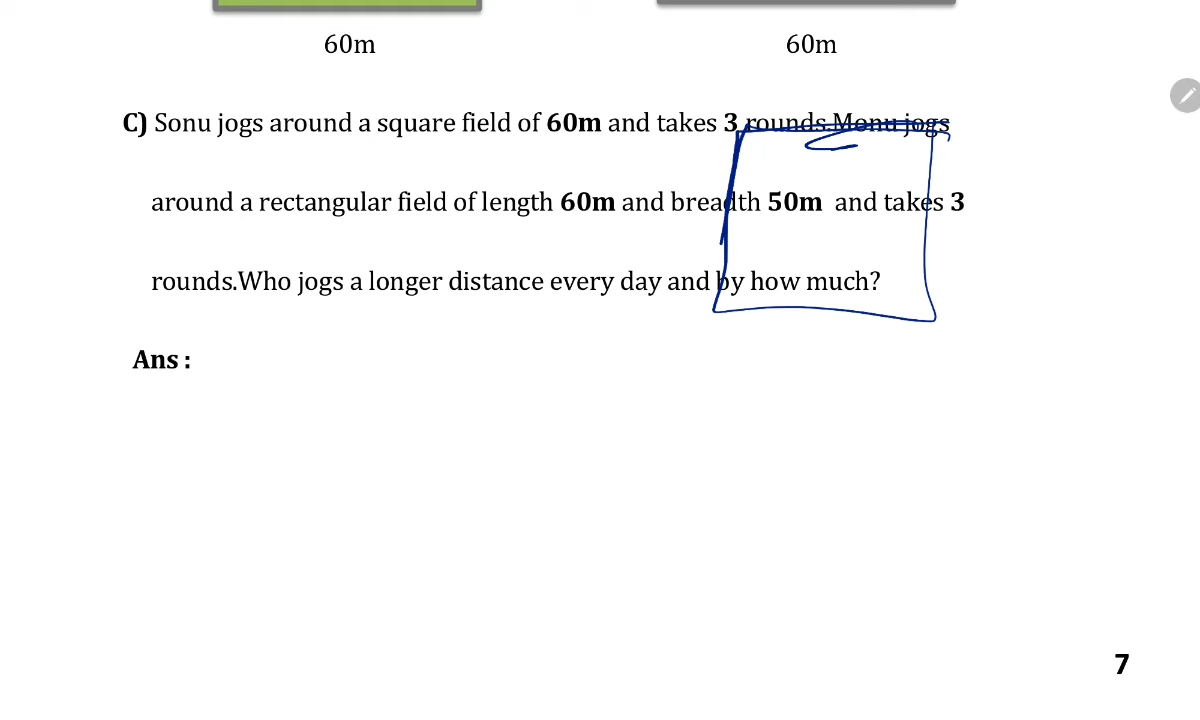 60m 60m
C) Sonu jogs around a square field of 60m and takes 3 rounds.Monu jogs
around a rectangular field of length 60m and breadth 50m and takes 3
rounds.Who jogs a longer distance every day and by how much?
Ans :
7